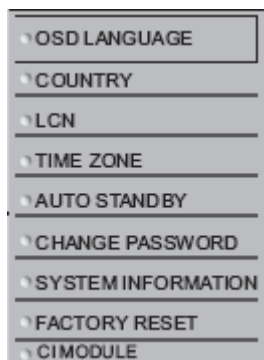 OSD LANGUAGE
COUNTRY
LCN
TIME ZONE
AUTO STANDBY
CHANGE PASSWORD
SYSTEM INFORMATION
FACTORY RESET
CI MODULE